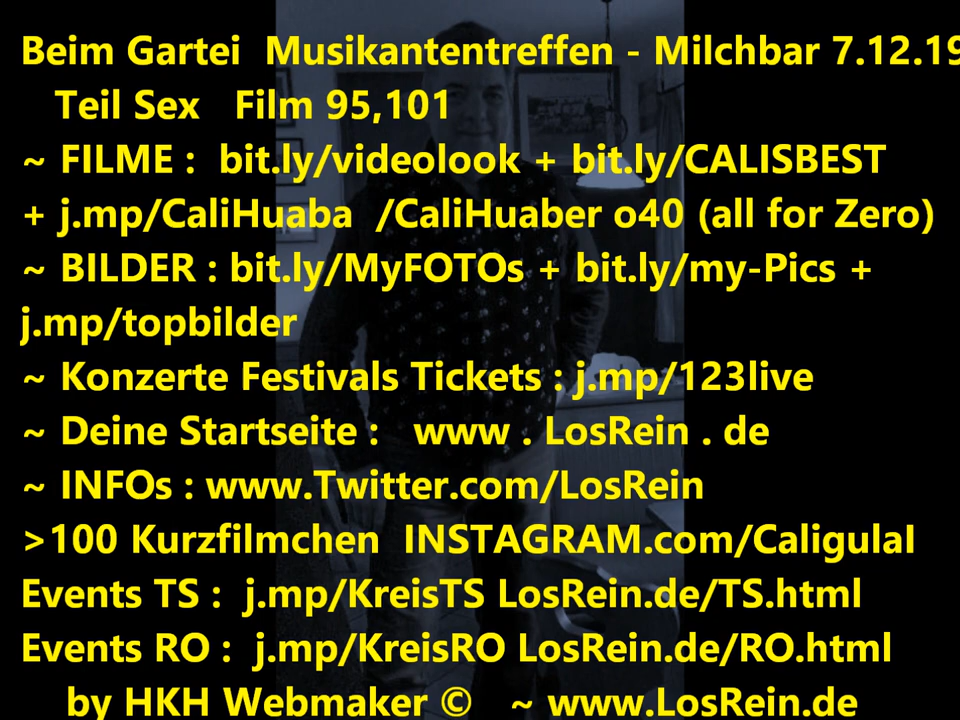 Beim Gartei  Musikantentreffen - Milchbar 7.12.19
Teil Sex   Film 95,101
~ FILME :  bit.ly/videolook + bit.ly/CALISBEST
+ j.mp/CaliHuaba  /CaliHuaber o40 (all for Zero)
~ BILDER : bit.ly/MyFOTOs + bit.ly/my-Pics +
j.mp/topbilder
~ Konzerte Festivals Tickets : j.mp/123live
~ Deine Startseite :   www . LosRein . de
~ INFOs : www.Twitter.com/LosRein
>100 Kurzfilmchen  INSTAGRAM.com/CaligulaI
Events TS :  j.mp/KreisTS LosRein.de/TS.html
Events RO :  j.mp/KreisRO LosRein.de/RO.html
by HKH Webmaker ©   ~ www.LosRein.de